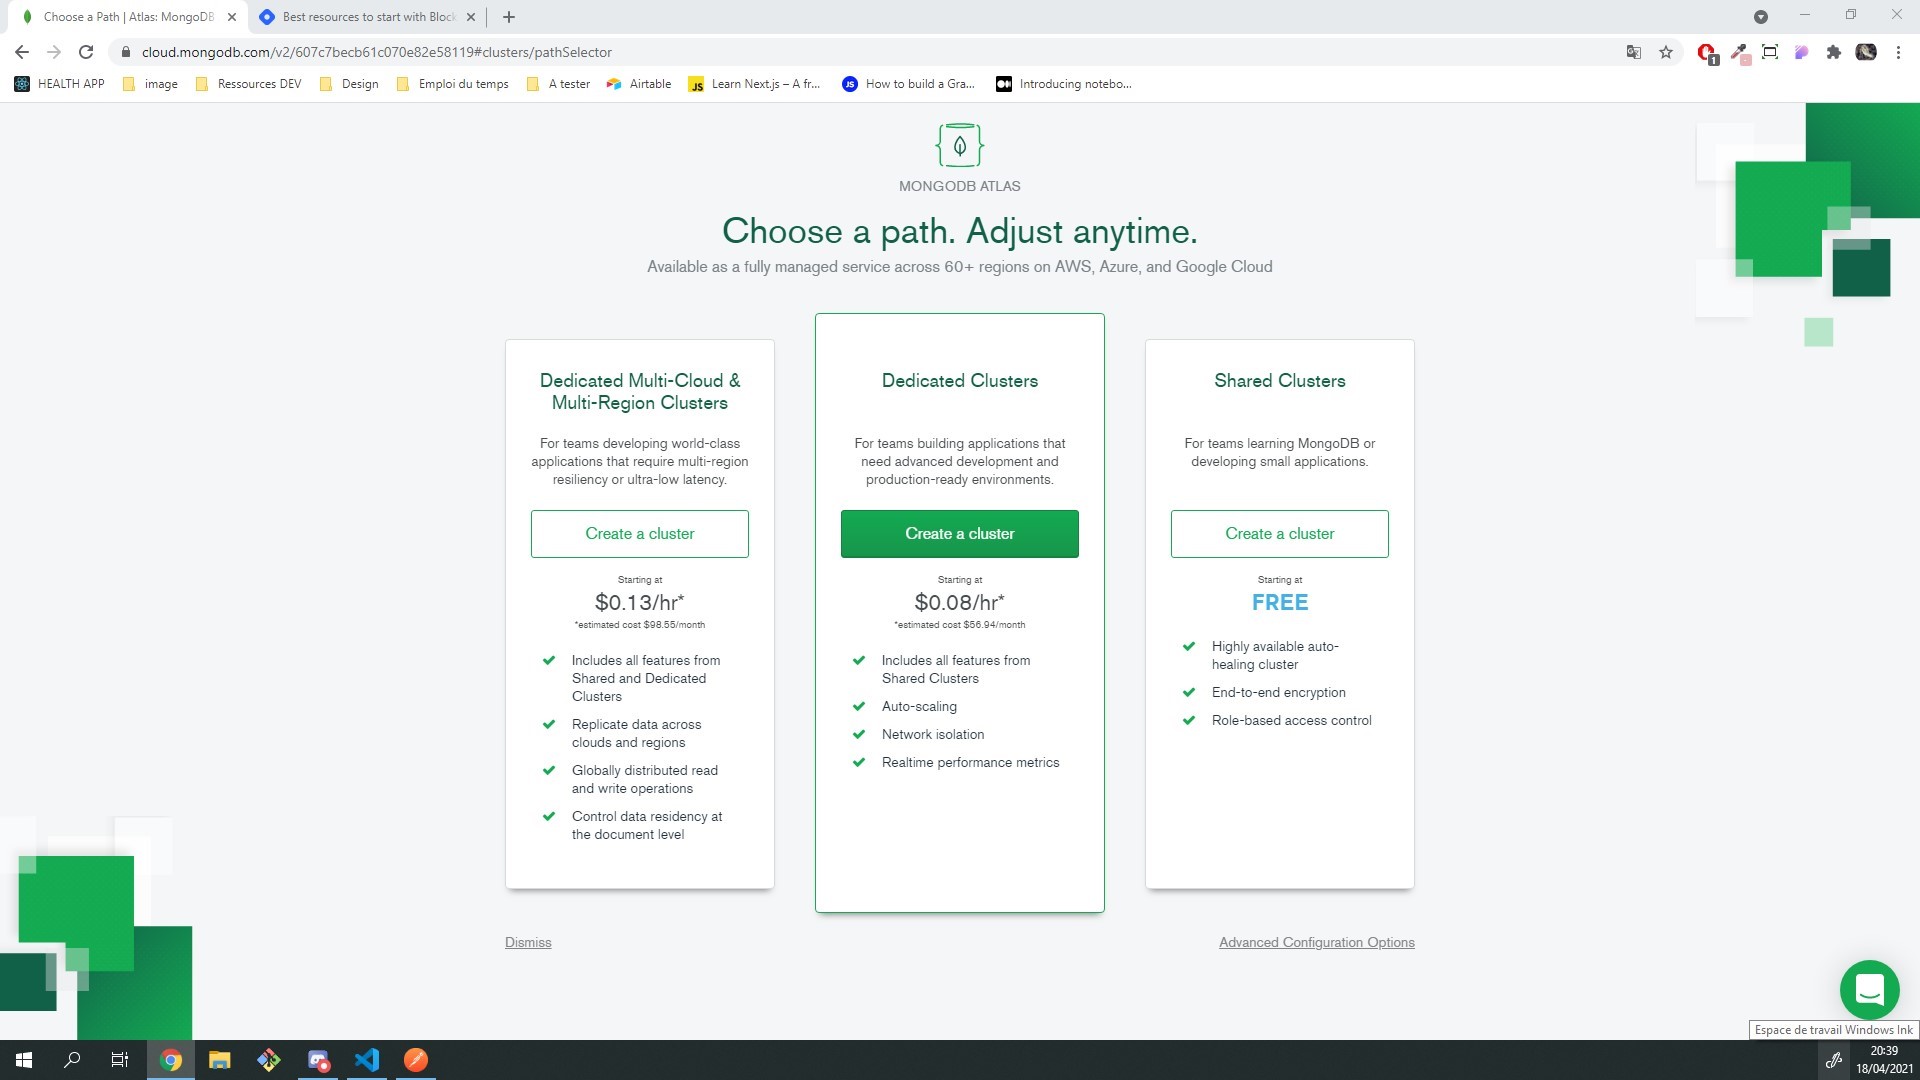 Choose a Path | Atlas: MongoDB
Best resources to start with Block
cloud.mongodb.com/v2/607c7becb61c070e82e58119#clusters/pathSelector
1
HEALTH APP
image
Ressources DEV
Design
Emploi du temps
A tester
Airtable
JS
Learn Next.js – A fr...
JS
How to build a Gra...
Introducing notebo...
MONGODB ATLAS
Choose a path. Adjust anytime.
Available as a fully managed service across 60+ regions on AWS, Azure, and Google Cloud
Dedicated Multi-Cloud &
Multi-Region Clusters
For teams developing world-class
applications that require multi-region
resiliency or ultra-low latency.
Create a cluster
Starting at
$0.13/hr*
*estimated cost $98.55/month
Includes all features from
Shared and Dedicated
Clusters
Replicate data across
clouds and regions
Globally distributed read
and write operations
Control data residency at
the document level
Dedicated Clusters
For teams building applications that
need advanced development and
production-ready environments.
Create a cluster
Starting at
$0.08/hr*
*estimated cost $56.94/month
Includes all features from
Shared Clusters
Auto-scaling
Network isolation
Realtime performance metrics
Shared Clusters
For teams learning MongoDB or
developing small applications.
Create a cluster
Starting at
FREE
Highly available auto-
healing cluster
End-to-end encryption
Role-based access control
Dismiss
Advanced Configuration Options
Espace de travail Windows Ink
20:39
18/04/2021